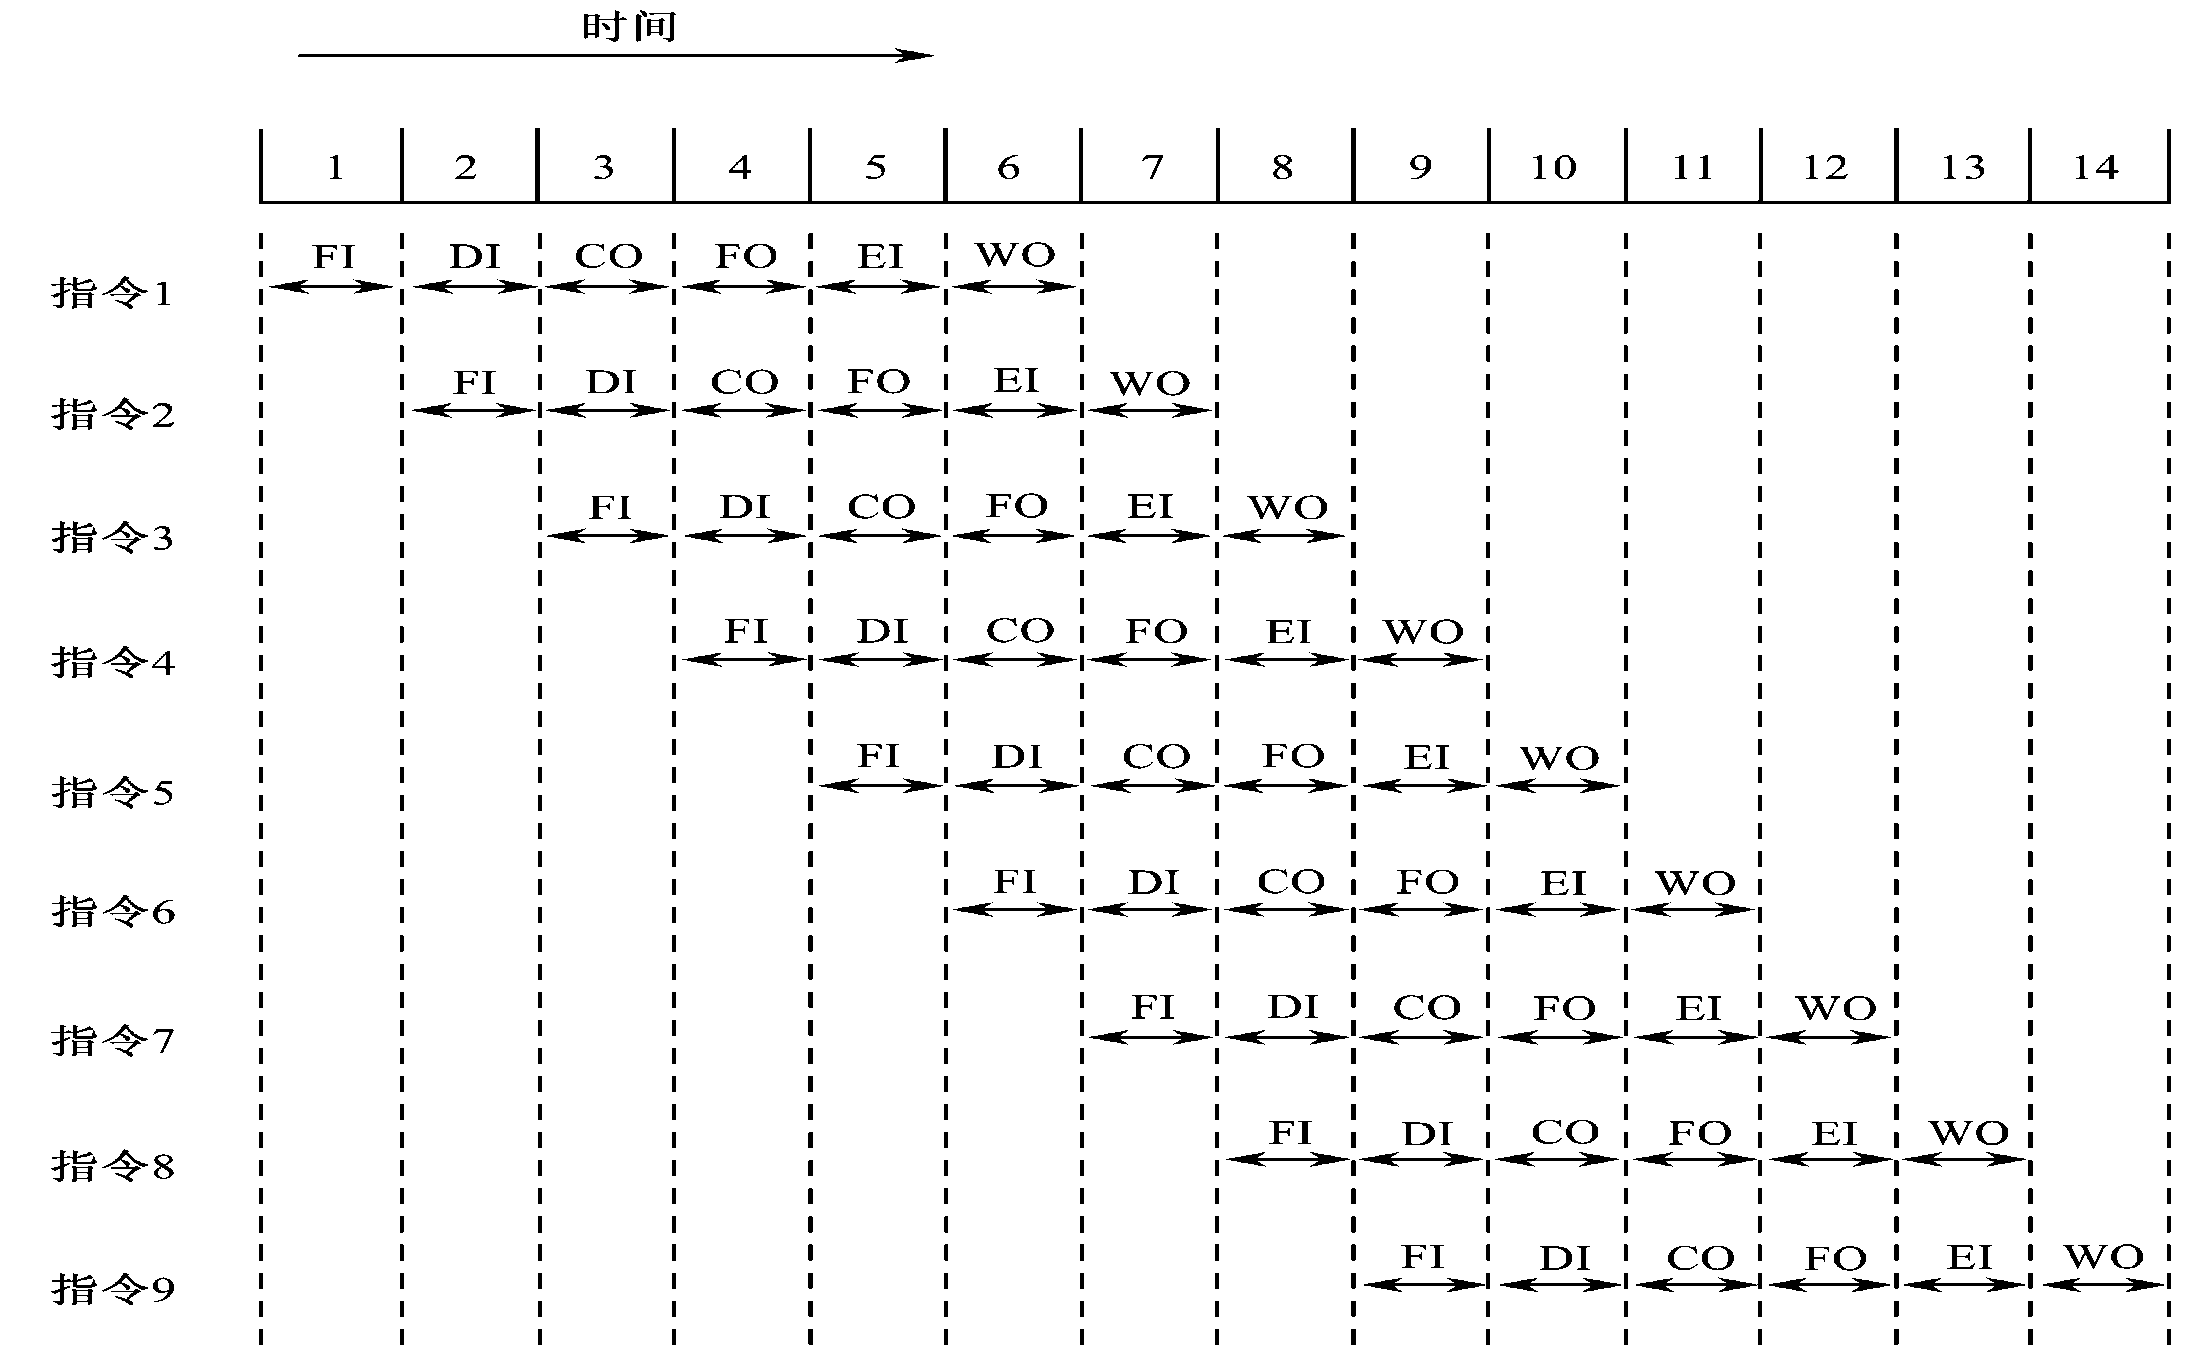 时间
1 2 3 4 5 6 7 8 9 10 11 12 13 14
指令1 FI DI CO FO EI WO
指令2 FI DI CO FO EI WO
指令3 FI DI CO FO EI WO
指令4 FI DI CO FO EI WO
指令5 FI DI CO FO EI WO
指令6 FI DI CO FO EI WO
指令7 FI DI CO FO EI WO
指令8 FI DI CO FO EI WO
指令9 FI DI CO FO EI WO